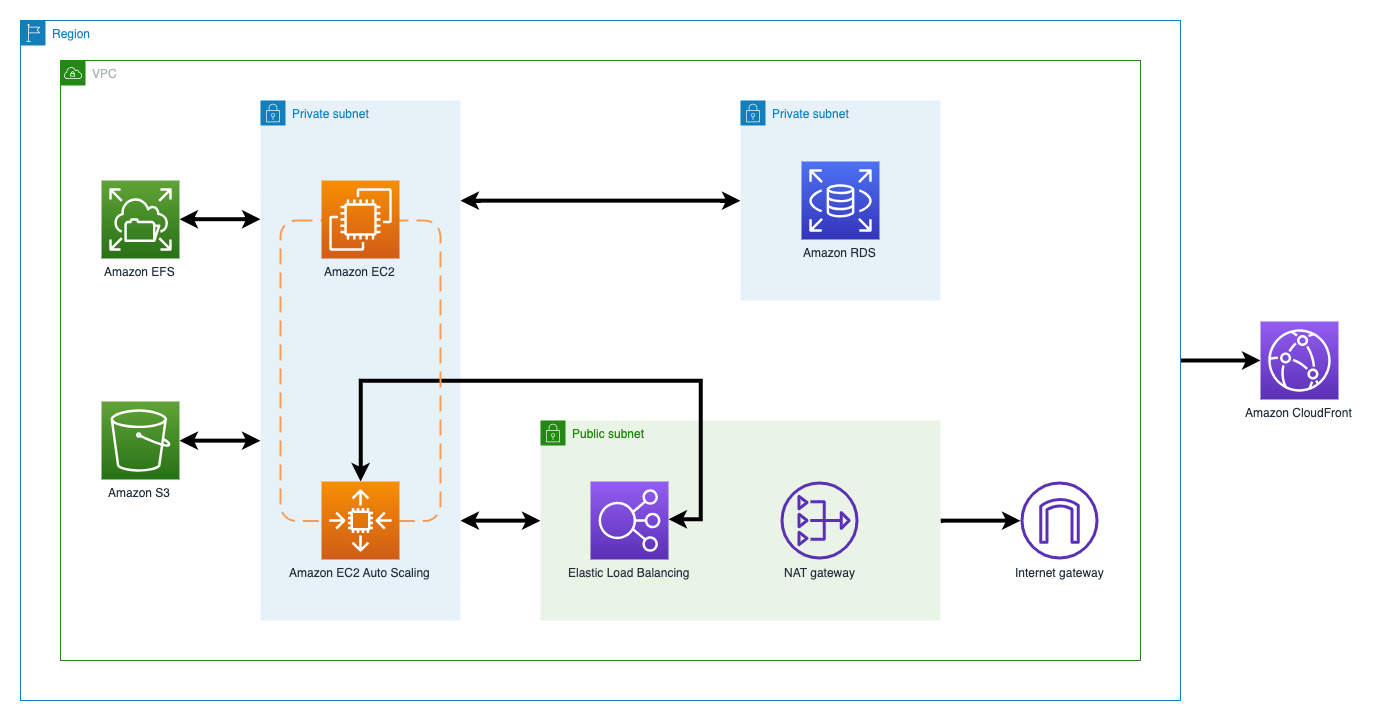 Region
VPC
Private subnet
Private subnet
Amazon EFS
Amazon EC2
Amazon RDS
Amazon CloudFront
Public subnet
Amazon S3
Amazon EC2 Auto Scaling
Elastic Load Balancing
NAT gateway
Internet gateway